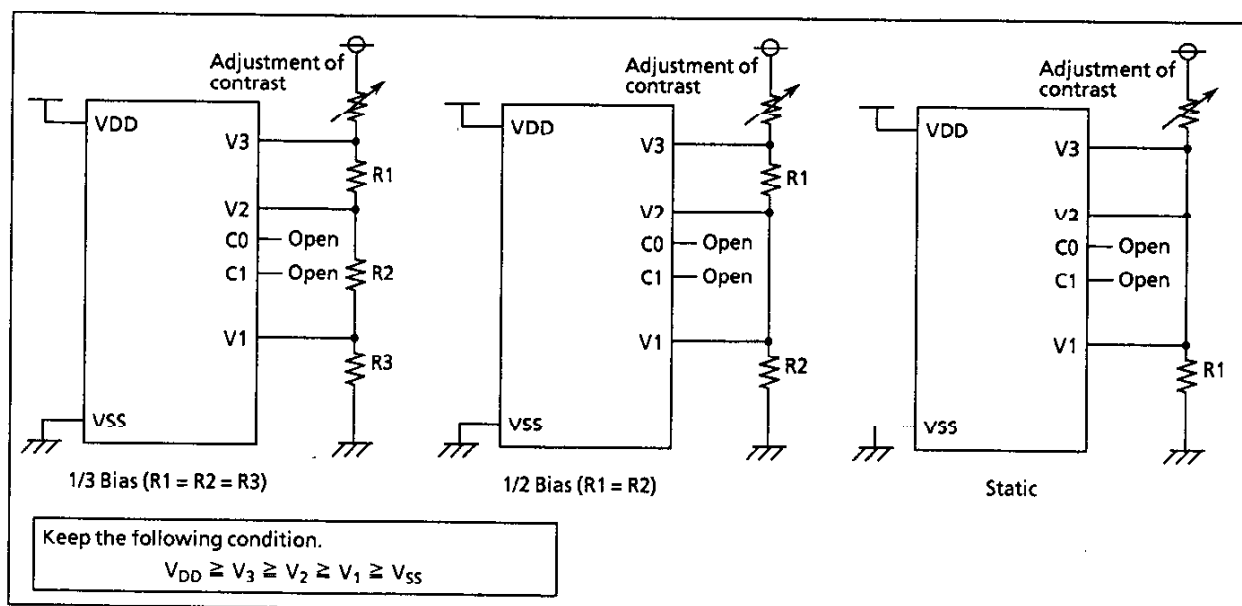 Adjustment of
contrast
VDD
V3
R1
V2
C0 Open
C1 Open
R2
V1
R3
VSS
1/3 Bias (R1 = R2 = R3)
Adjustment of
contrast
VDD
V3
R1
V2
C0 Open
C1 Open
V1
R2
VSS
1/2 Bias (R1 = R2)
Adjustment of
contrast
VDD
V3
V2
C0 Open
C1 Open
V1
R1
VSS
Static
Keep the following condition.
VDD ≧ V3 ≧ V2 ≧ V1 ≧ VSS